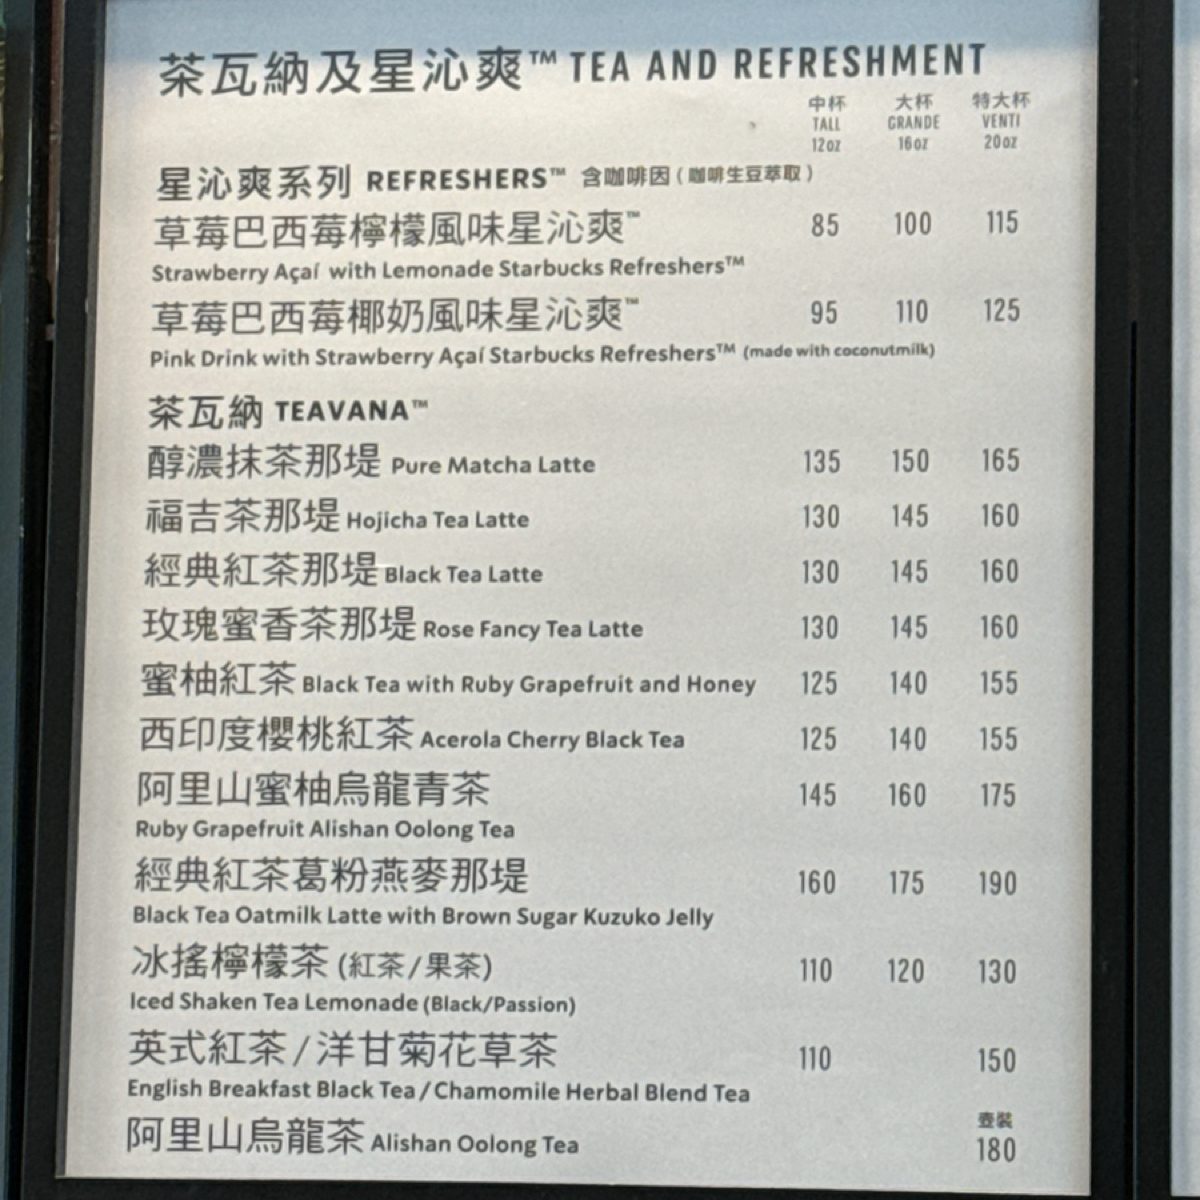 茶瓦納及星沁爽™ TEA AND REFRESHMENT
中杯 大杯 特大杯
TALL GRANDE VENTI
12oz 16oz 20oz
星沁爽系列 REFRESHERS™ 含咖啡因(咖啡生豆萃取)
草莓巴西莓檸檬風味星沁爽™ 85 100 115
Strawberry Açaí with Lemonade Starbucks Refreshers™
草莓巴西莓椰奶風味星沁爽™ 95 110 125
Pink Drink with Strawberry Açaí Starbucks Refreshers™ (made with coconutmilk)
茶瓦納 TEAVANA™
醇濃抹茶那堤 Pure Matcha Latte 135 150 165
福吉茶那堤 Hojicha Tea Latte 130 145 160
經典紅茶那堤 Black Tea Latte 130 145 160
玫瑰蜜香茶那堤 Rose Fancy Tea Latte 130 145 160
蜜柚紅茶 Black Tea with Ruby Grapefruit and Honey 125 140 155
西印度櫻桃紅茶 Acerola Cherry Black Tea 125 140 155
阿里山蜜柚烏龍青茶 145 160 175
Ruby Grapefruit Alishan Oolong Tea
經典紅茶葛粉燕麥那堤 160 175 190
Black Tea Oatmilk Latte with Brown Sugar Kuzuko Jelly
冰搖檸檬茶 (紅茶/果茶) 110 120 130
Iced Shaken Tea Lemonade (Black/Passion)
英式紅茶/洋甘菊花草茶 110 150
English Breakfast Black Tea/Chamomile Herbal Blend Tea
壺裝
阿里山烏龍茶 Alishan Oolong Tea 180